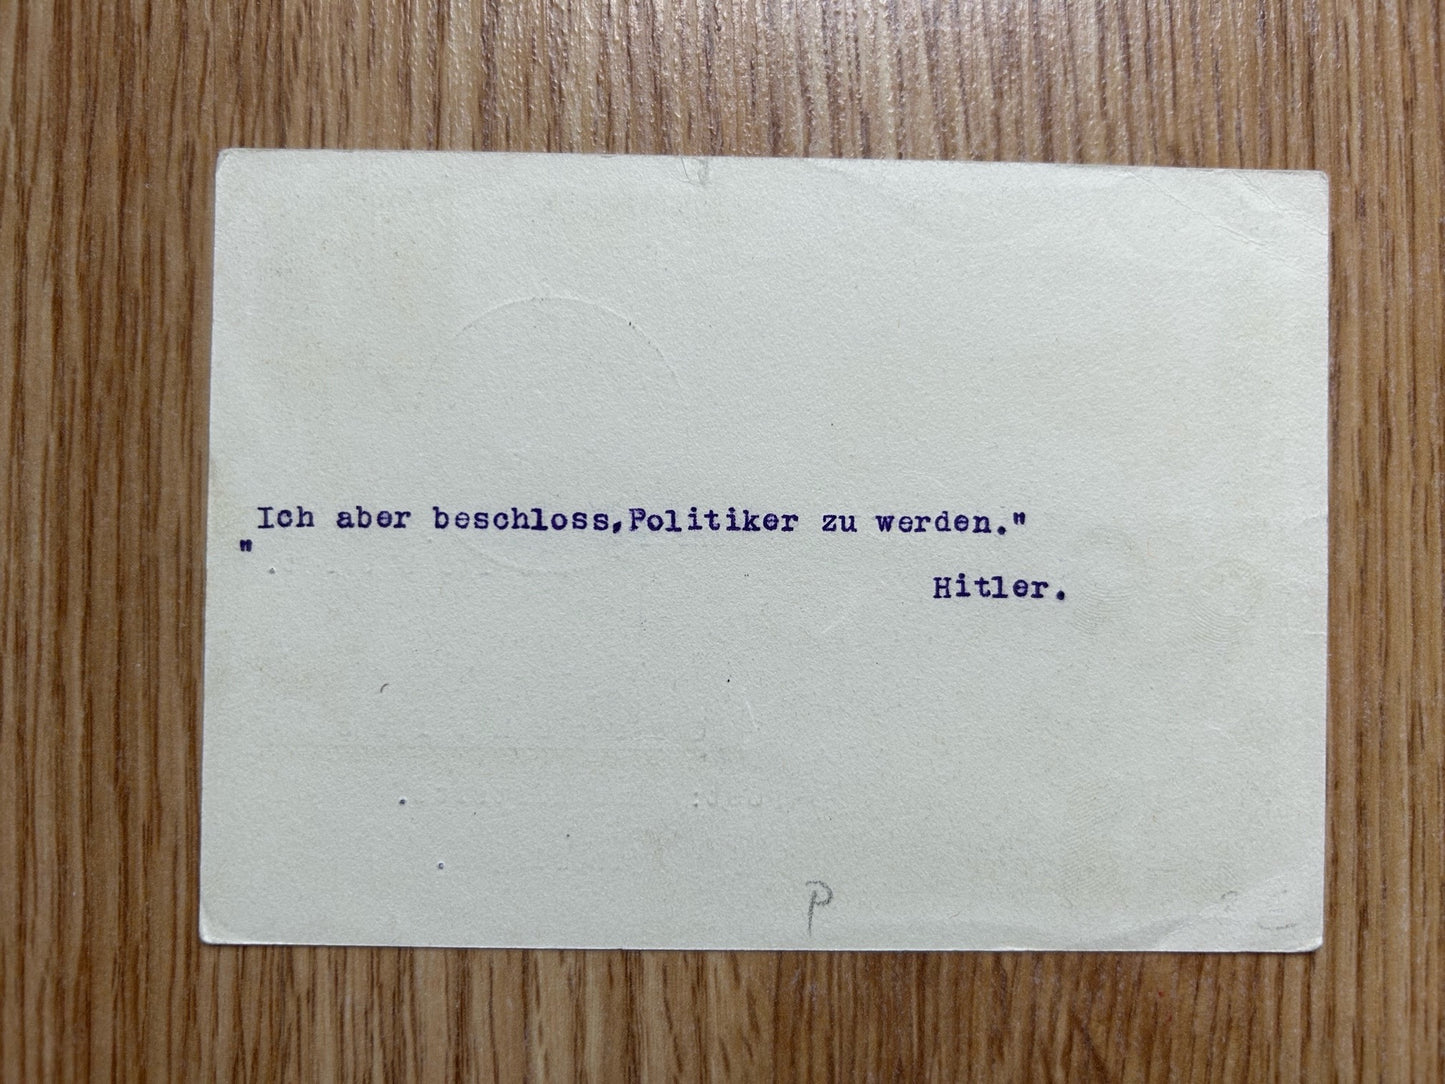 "Ich aber beschloss,Politiker zu werden."
Hitler.
P